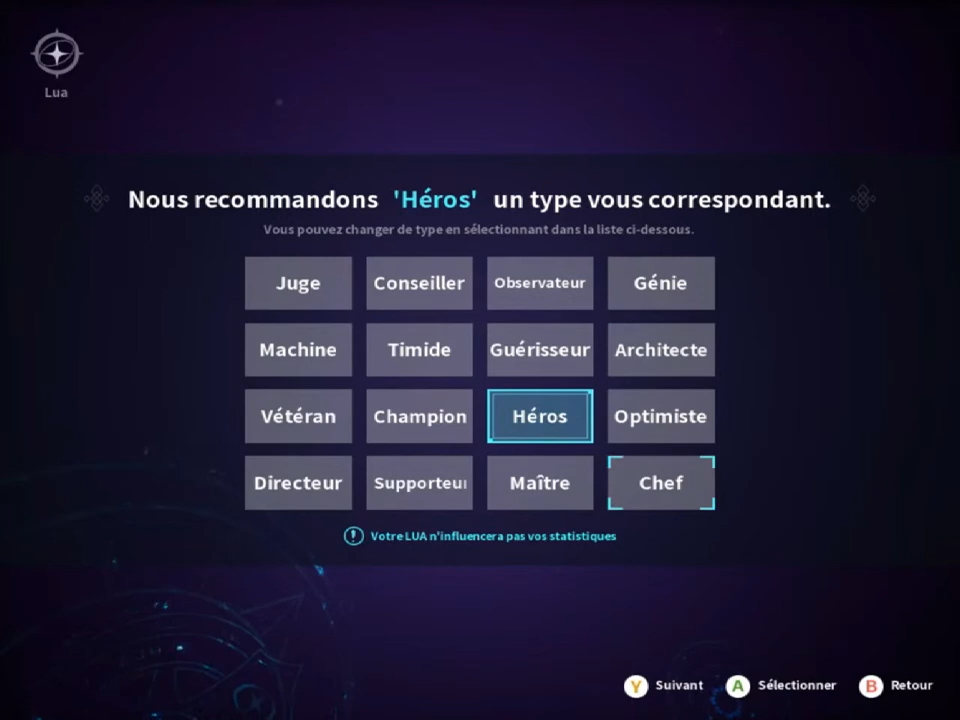 Lua
Nous recommandons 'Héros' un type vous correspondant.
Vous pouvez changer de type en sélectionnant dans la liste ci-dessous.
Juge Conseiller Observateur Génie
Machine Timide Guérisseur Architecte
Vétéran Champion Héros Optimiste
Directeur Supporteur Maître Chef
Votre LUA n'influencera pas vos statistiques
Y Suivant A Sélectionner B Retour